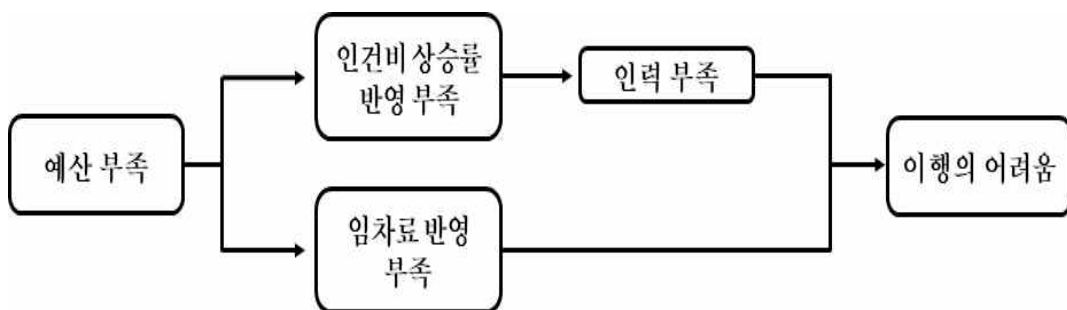 예산 부족
인건비 상승률
반영 부족
인력 부족
임차료 반영
부족
이행의 어려움